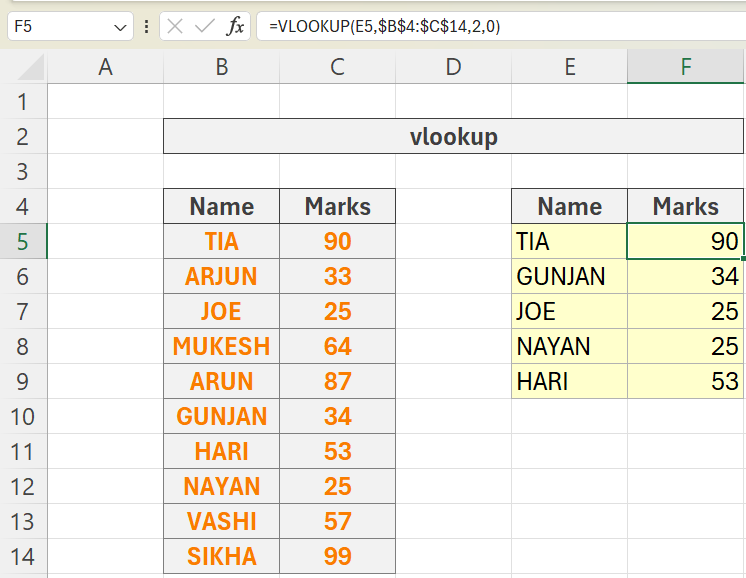 F5 fx =VLOOKUP(E5,$B$4:$C$14,2,0)
A B C D E F
1
2 vlookup
3
4 Name Marks Name Marks
5 TIA 90 TIA 90
6 ARJUN 33 GUNJAN 34
7 JOE 25 JOE 25
8 MUKESH 64 NAYAN 25
9 ARUN 87 HARI 53
10 GUNJAN 34
11 HARI 53
12 NAYAN 25
13 VASHI 57
14 SIKHA 99